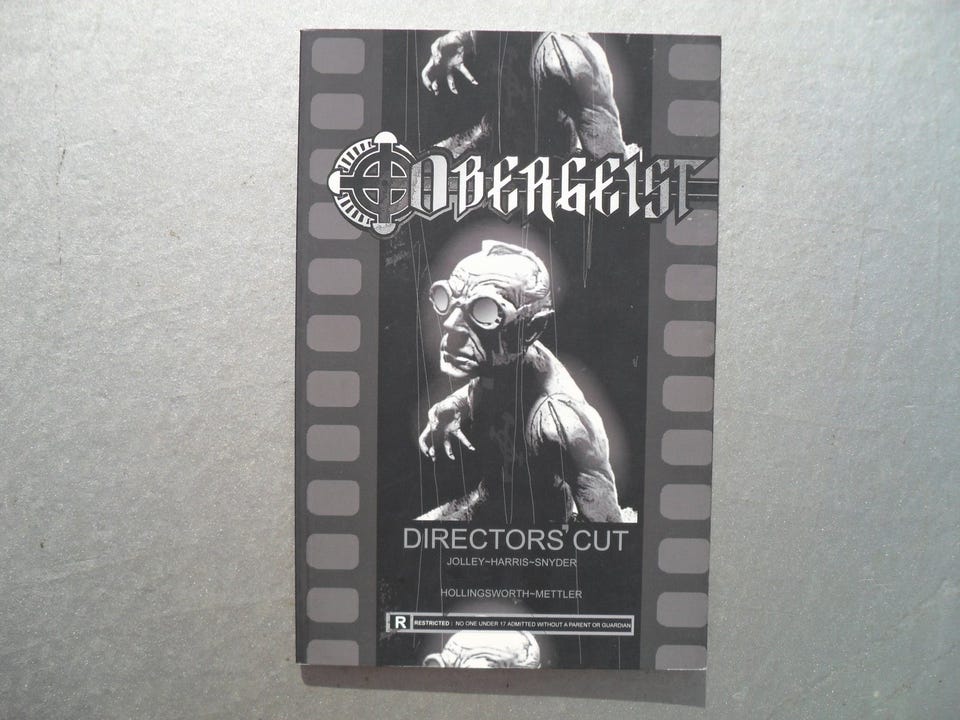 OBERGEIST
DIRECTORS' CUT
JOLLEY~HARRIS~SNYDER
HOLLINGSWORTH~METTLER
R RESTRICTED | NO ONE UNDER 17 ADMITTED WITHOUT A PARENT OR GUARDIAN